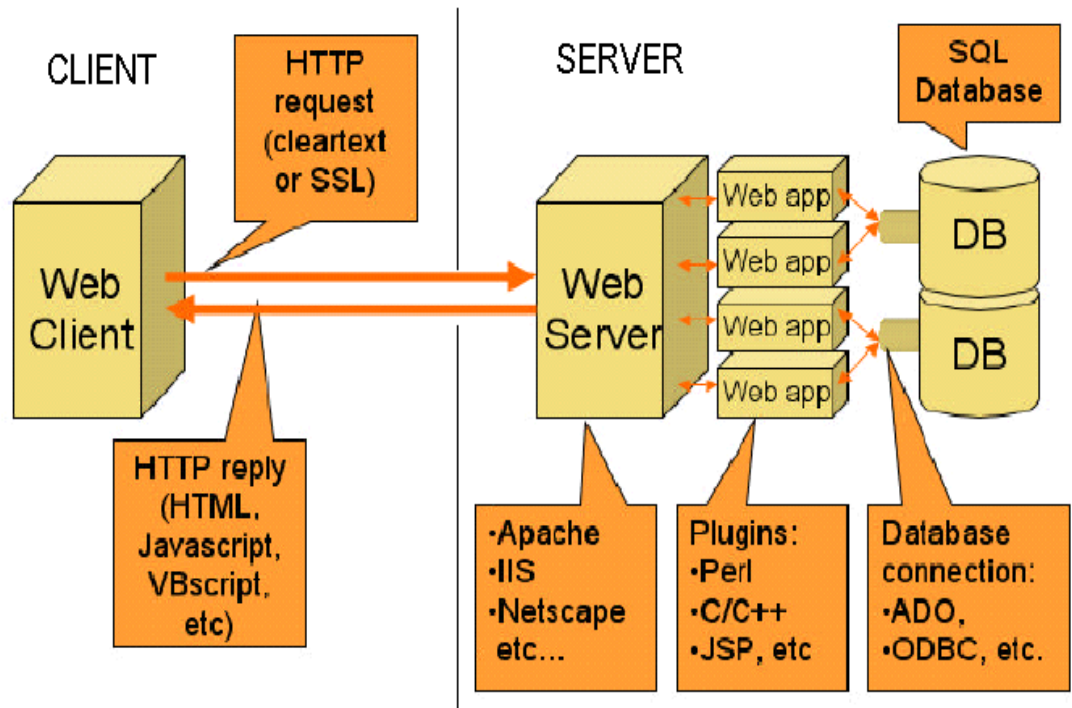 CLIENT
HTTP
request
(cleartext
or SSL)
SERVER
SQL
Database
Web
Client
Web
Server
Web app
Web app
Web app
Web app
DB
DB
HTTP reply
(HTML,
Javascript,
VBscript,
etc)
•Apache
•IIS
•Netscape
etc...
Plugins:
•Perl
•C/C++
•JSP, etc
Database
connection:
•ADO,
•ODBC, etc.